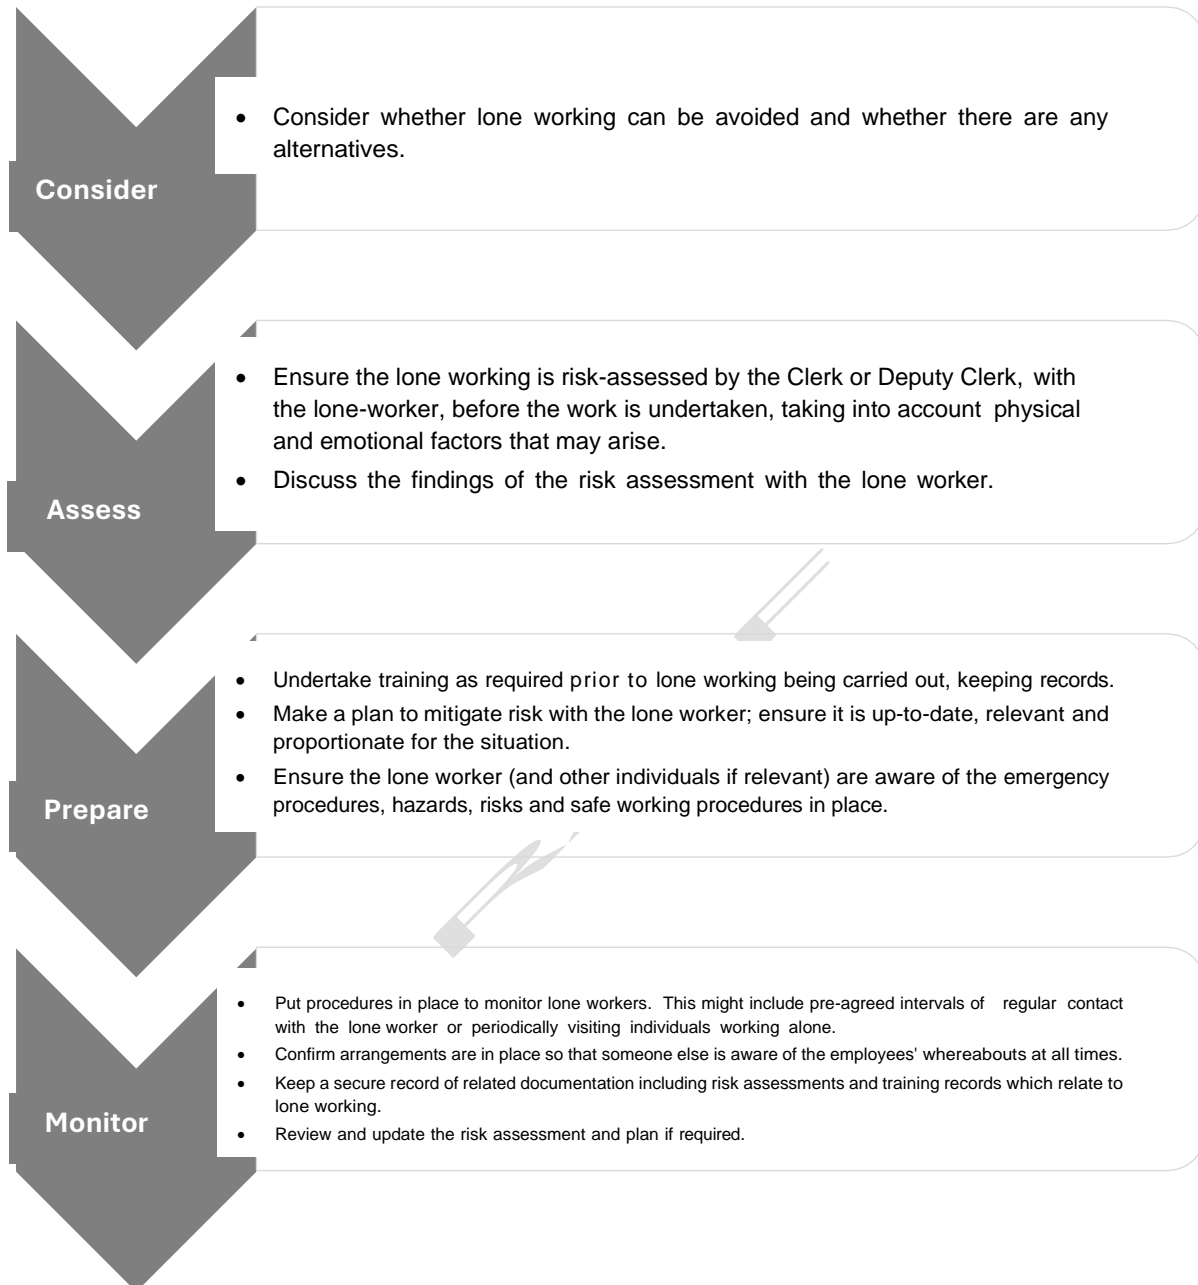 Consider
• Consider whether lone working can be avoided and whether there are any
alternatives.
Assess
• Ensure the lone working is risk-assessed by the Clerk or Deputy Clerk, with
the lone-worker, before the work is undertaken, taking into account physical
and emotional factors that may arise.
• Discuss the findings of the risk assessment with the lone worker.
Prepare
• Undertake training as required prior to lone working being carried out, keeping records.
• Make a plan to mitigate risk with the lone worker; ensure it is up-to-date, relevant and
proportionate for the situation.
• Ensure the lone worker (and other individuals if relevant) are aware of the emergency
procedures, hazards, risks and safe working procedures in place.
Monitor
• Put procedures in place to monitor lone workers. This might include pre-agreed intervals of regular contact
with the lone worker or periodically visiting individuals working alone.
• Confirm arrangements are in place so that someone else is aware of the employees' whereabouts at all times.
• Keep a secure record of related documentation including risk assessments and training records which relate to
lone working.
• Review and update the risk assessment and plan if required.